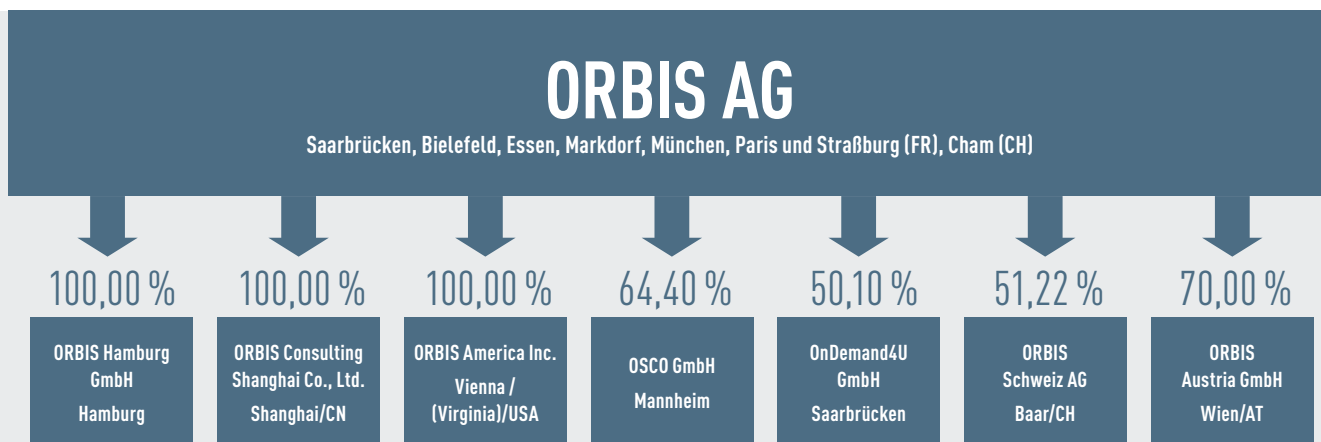 ORBIS AG
Saarbrücken, Bielefeld, Essen, Markdorf, München, Paris und Straßburg (FR), Cham (CH)
100,00 %
ORBIS Hamburg
GmbH
Hamburg
100,00 %
ORBIS Consulting
Shanghai Co., Ltd.
Shanghai/CN
100,00 %
ORBIS America Inc.
Vienna /
(Virginia)/USA
64,40 %
OSCO GmbH
Mannheim
50,10 %
OnDemand4U
GmbH
Saarbrücken
51,22 %
ORBIS
Schweiz AG
Baar/CH
70,00 %
ORBIS
Austria GmbH
Wien/AT